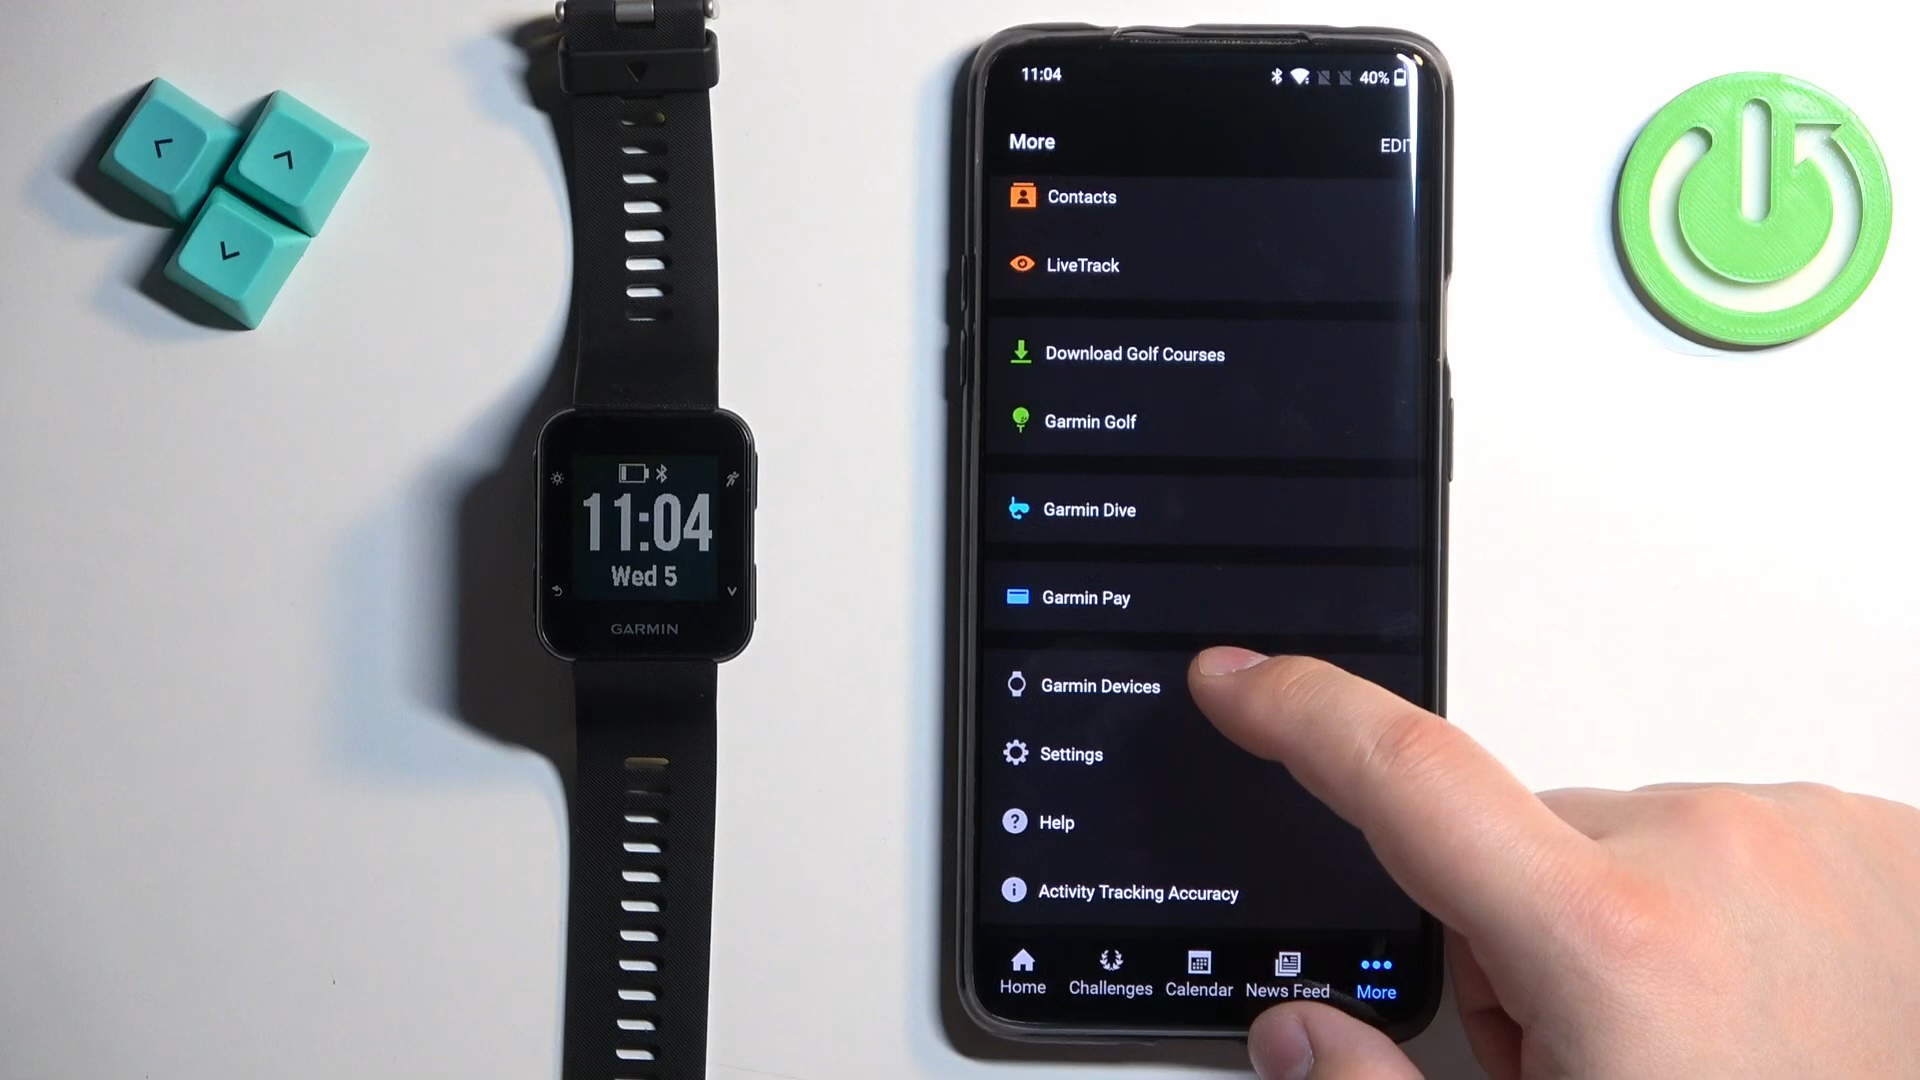 11:04
Wed 5
GARMIN
11:04
40%
More
EDIT
Contacts
LiveTrack
Download Golf Courses
Garmin Golf
Garmin Dive
Garmin Pay
Garmin Devices
Settings
Help
Activity Tracking Accuracy
Home
Challenges
Calendar
News Feed
More